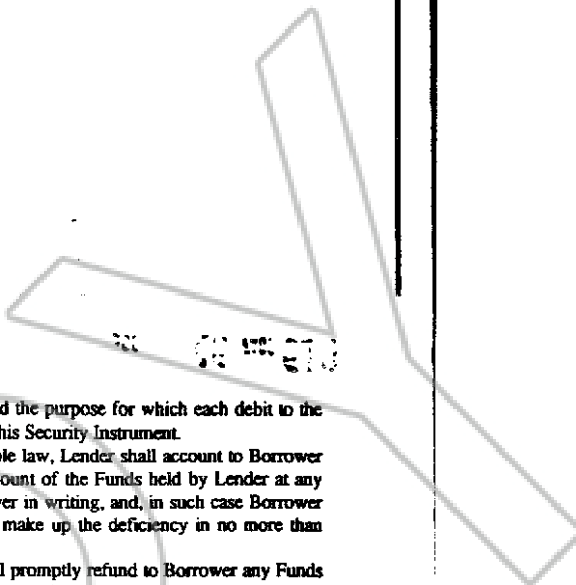 d the purpose for which each debit to the
his Security Instrument.
ble law, Lender shall account to Borrower
ount of the Funds held by Lender at any
ver in writing, and, in such case Borrower
make up the deficiency in no more than
l promptly refund to Borrower any Funds